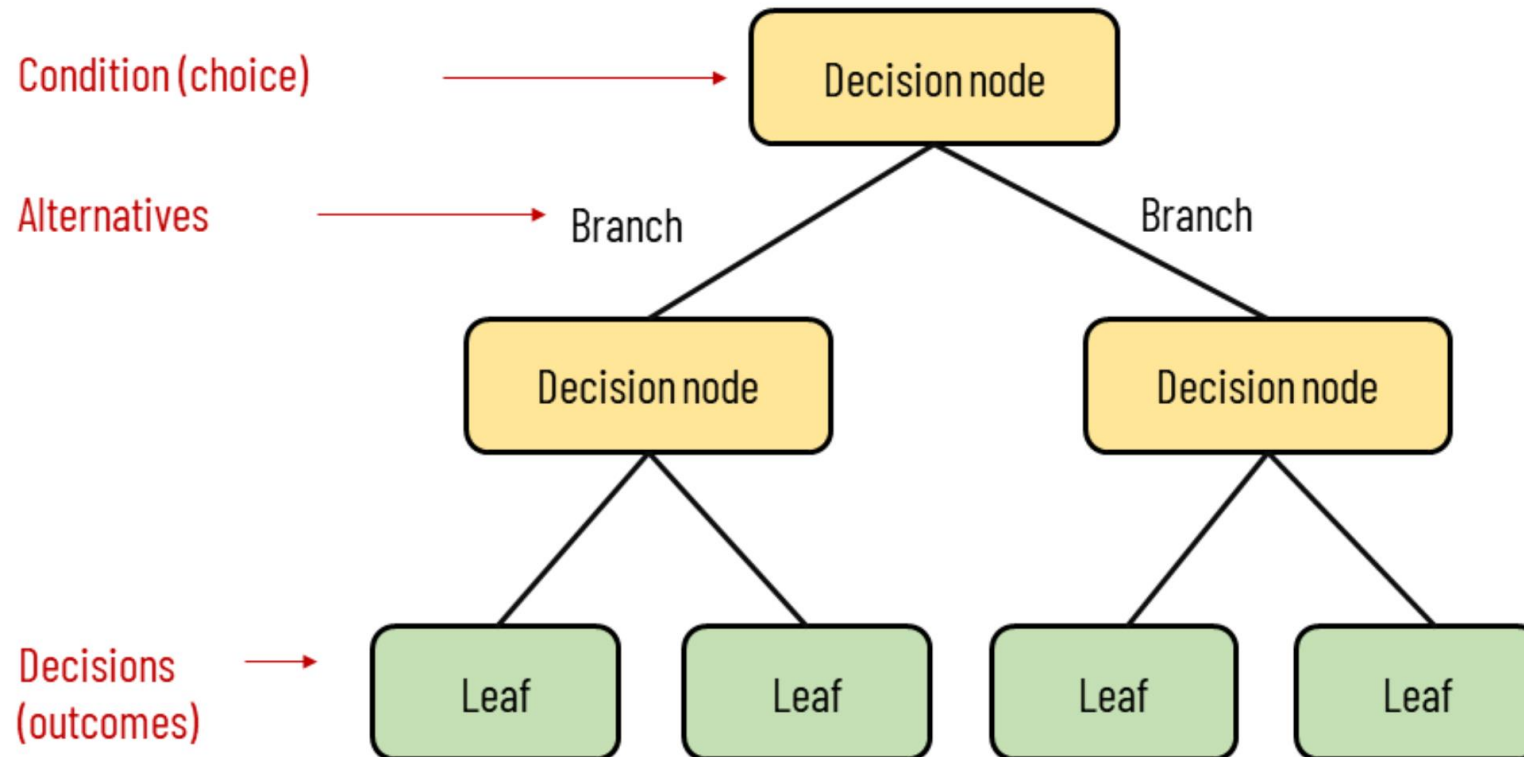 Condition (choice)
Decision node
Alternatives
Branch
Branch
Decision node
Decision node
Decisions
(outcomes)
Leaf
Leaf
Leaf
Leaf